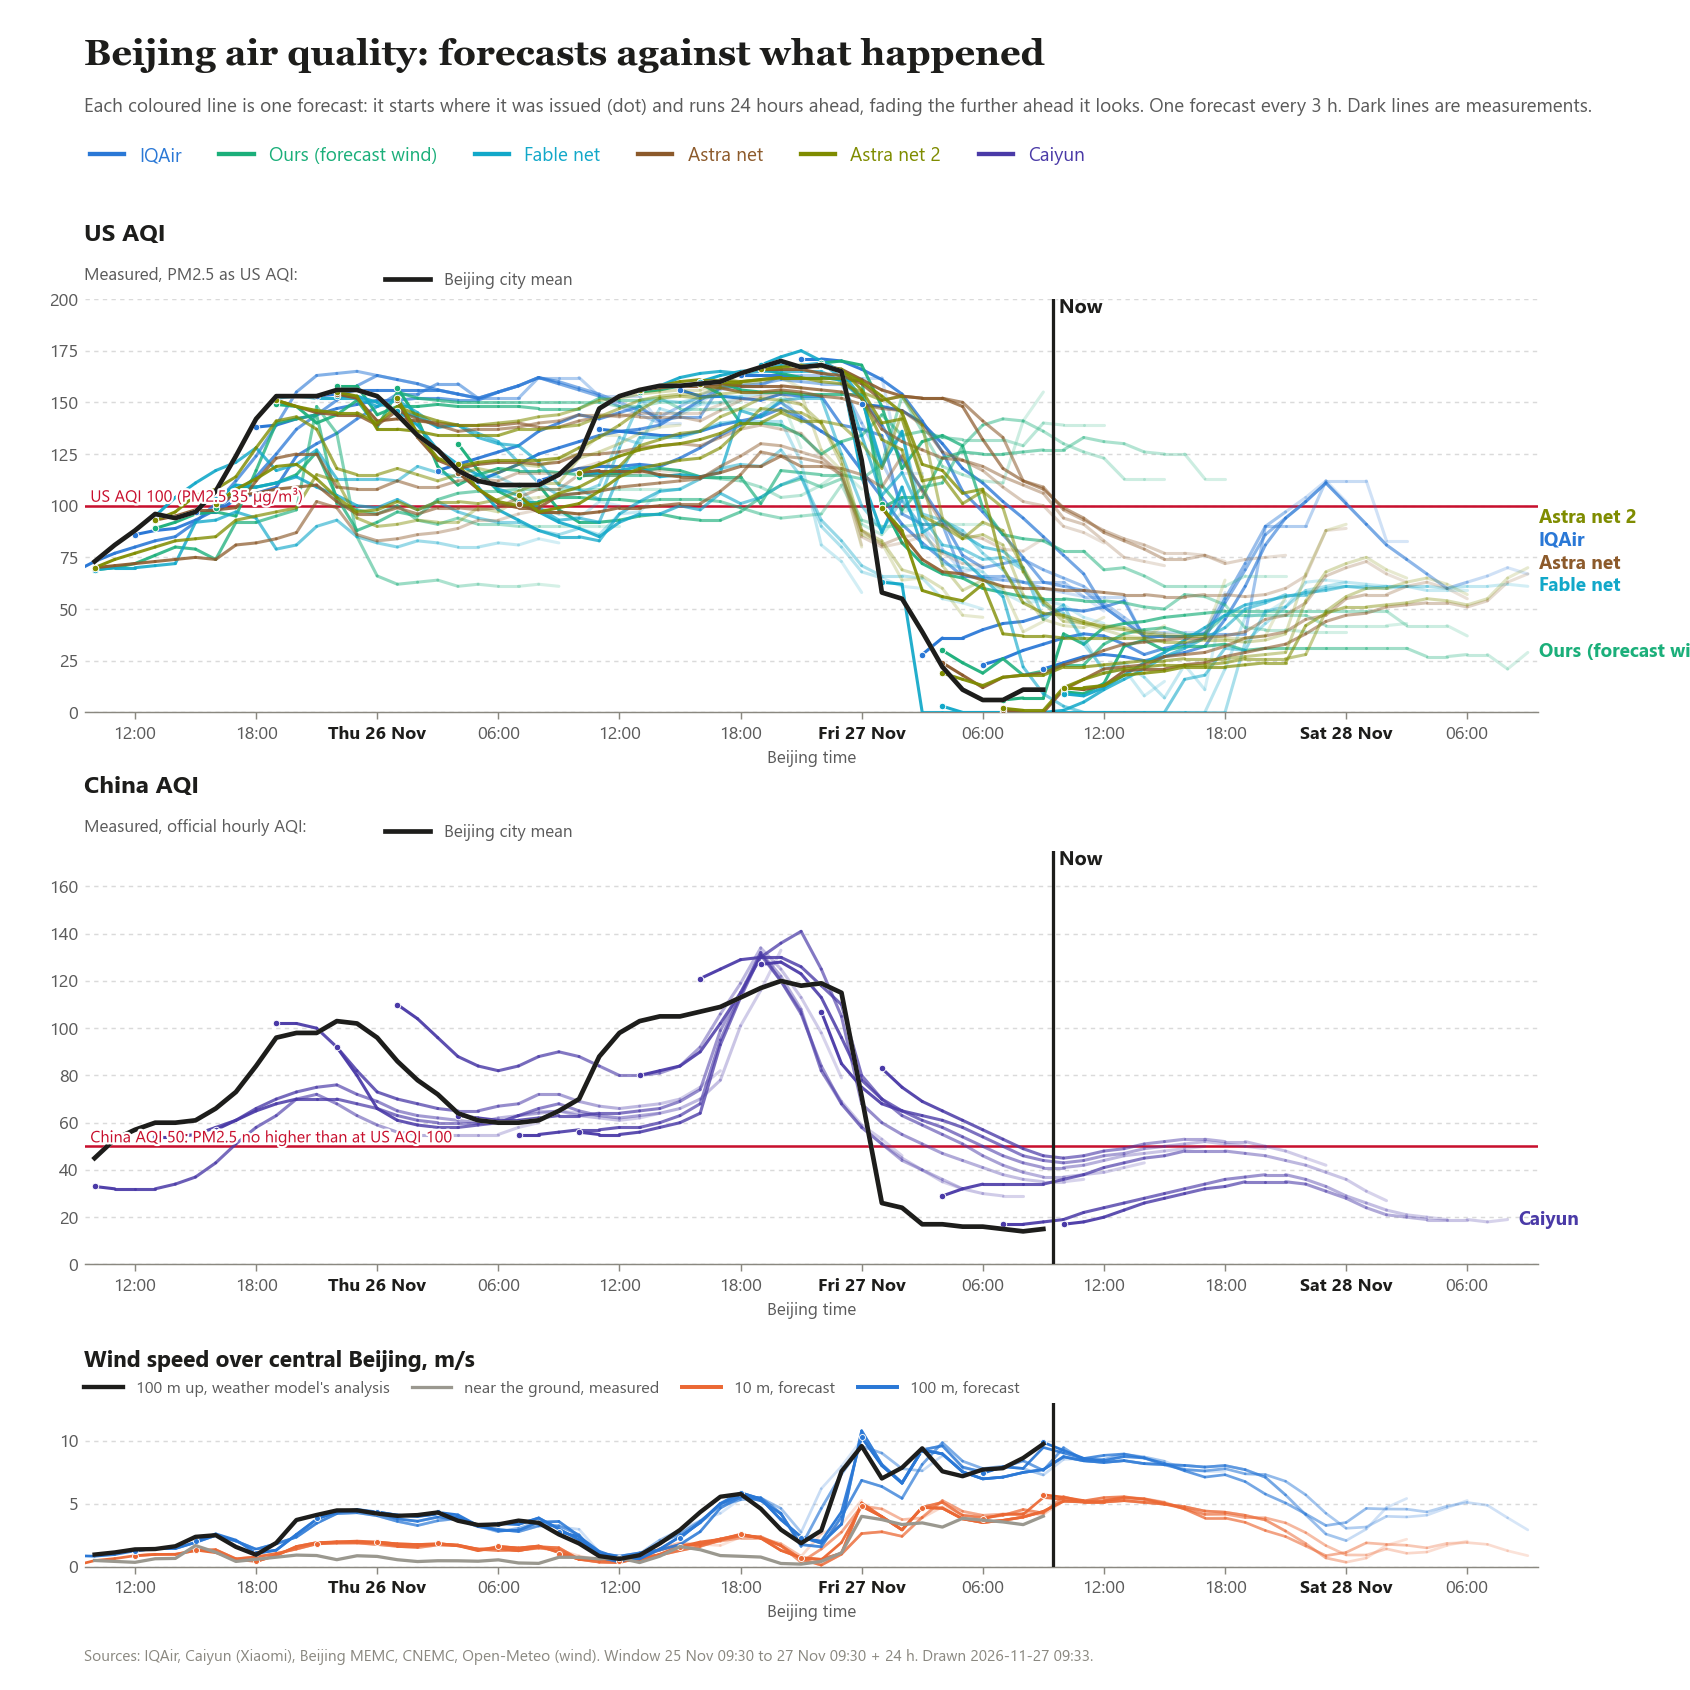 Beijing air quality: forecasts against what happened
Each coloured line is one forecast: it starts where it was issued (dot) and runs 24 hours ahead, fading the further ahead it looks. One forecast every 3 h. Dark lines are measurements.
IQAir Ours (forecast wind) Fable net Astra net Astra net 2 Caiyun
US AQI
Measured, PM2.5 as US AQI: Beijing city mean
200
Now
175
150
125
US AQI 100 (PM2.5 35 µg/m³)
100
Astra net 2
IQAir
75
Astra net
Fable net
50
Ours (forecast wi
25
0
12:00 18:00 Thu 26 Nov 06:00 12:00 18:00 Fri 27 Nov 06:00 12:00 18:00 Sat 28 Nov 06:00
Beijing time
China AQI
Measured, official hourly AQI: Beijing city mean
Now
160
140
120
100
80
60
China AQI 50: PM2.5 no higher than at US AQI 100
40
20
Caiyun
0
12:00 18:00 Thu 26 Nov 06:00 12:00 18:00 Fri 27 Nov 06:00 12:00 18:00 Sat 28 Nov 06:00
Beijing time
Wind speed over central Beijing, m/s
100 m up, weather model's analysis near the ground, measured 10 m, forecast 100 m, forecast
10
5
0
12:00 18:00 Thu 26 Nov 06:00 12:00 18:00 Fri 27 Nov 06:00 12:00 18:00 Sat 28 Nov 06:00
Beijing time
Sources: IQAir, Caiyun (Xiaomi), Beijing MEMC, CNEMC, Open-Meteo (wind). Window 25 Nov 09:30 to 27 Nov 09:30 + 24 h. Drawn 2026-11-27 09:33.